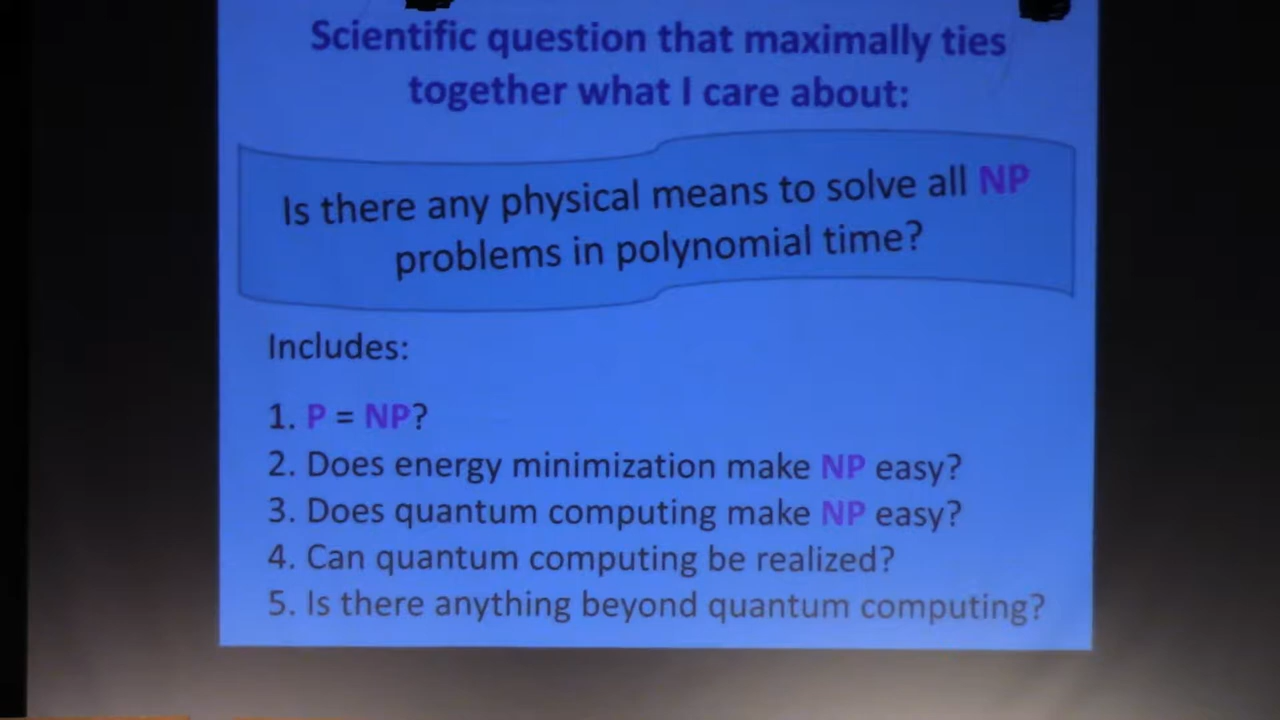 Scientific question that maximally ties
together what I care about:
Is there any physical means to solve all NP
problems in polynomial time?
Includes:
1. P = NP?
2. Does energy minimization make NP easy?
3. Does quantum computing make NP easy?
4. Can quantum computing be realized?
5. Is there anything beyond quantum computing?